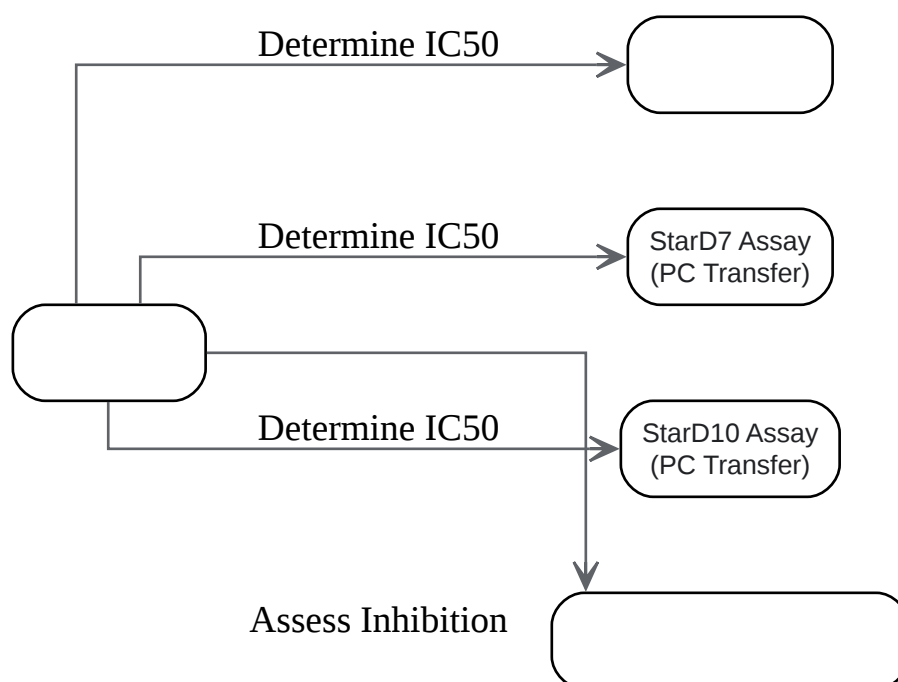 Determine IC50
Determine IC50
StarD7 Assay
(PC Transfer)
Determine IC50
StarD10 Assay
(PC Transfer)
Assess Inhibition